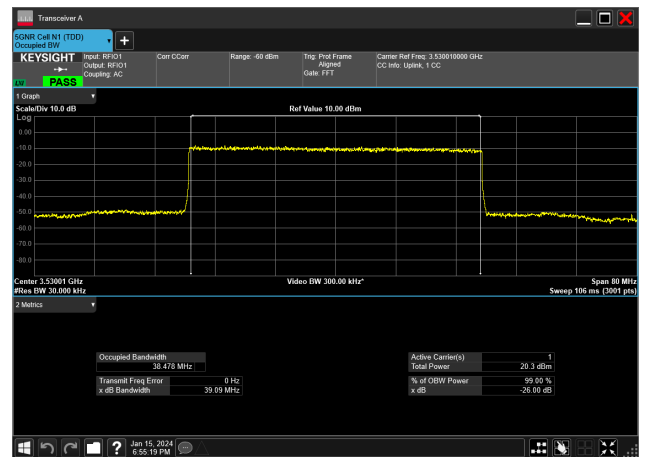 Transceiver A
5GNR Cell N1 (TDD)
Occupied BW
KEYSIGHT
PASS
Input: RFIO1
Output: RFIO1
Coupling: AC
Corr CCorr
Range: -60 dBm
Trig: Prot Frame
Aligned
Gate: FFT
Carrier Ref Freq: 3.530010000 GHz
CC Info: Uplink, 1 CC
1 Graph
Scale/Div 10.0 dB
Ref Value 10.00 dBm
Log
0.00
-10.0
-20.0
-30.0
-40.0
-50.0
-60.0
-70.0
-80.0
Center 3.53001 GHz
Video BW 300.00 kHz*
Span 80 MHz
#Res BW 30.000 kHz
Sweep 106 ms (3001 pts)
2 Metrics
Occupied Bandwidth
38.478 MHz
Transmit Freq Error 0 Hz
x dB Bandwidth 39.09 MHz
Active Carrier(s) 1
Total Power 20.3 dBm
% of OBW Power 99.00 %
x dB -26.00 dB
?
Jan 15, 2024
6:55:19 PM